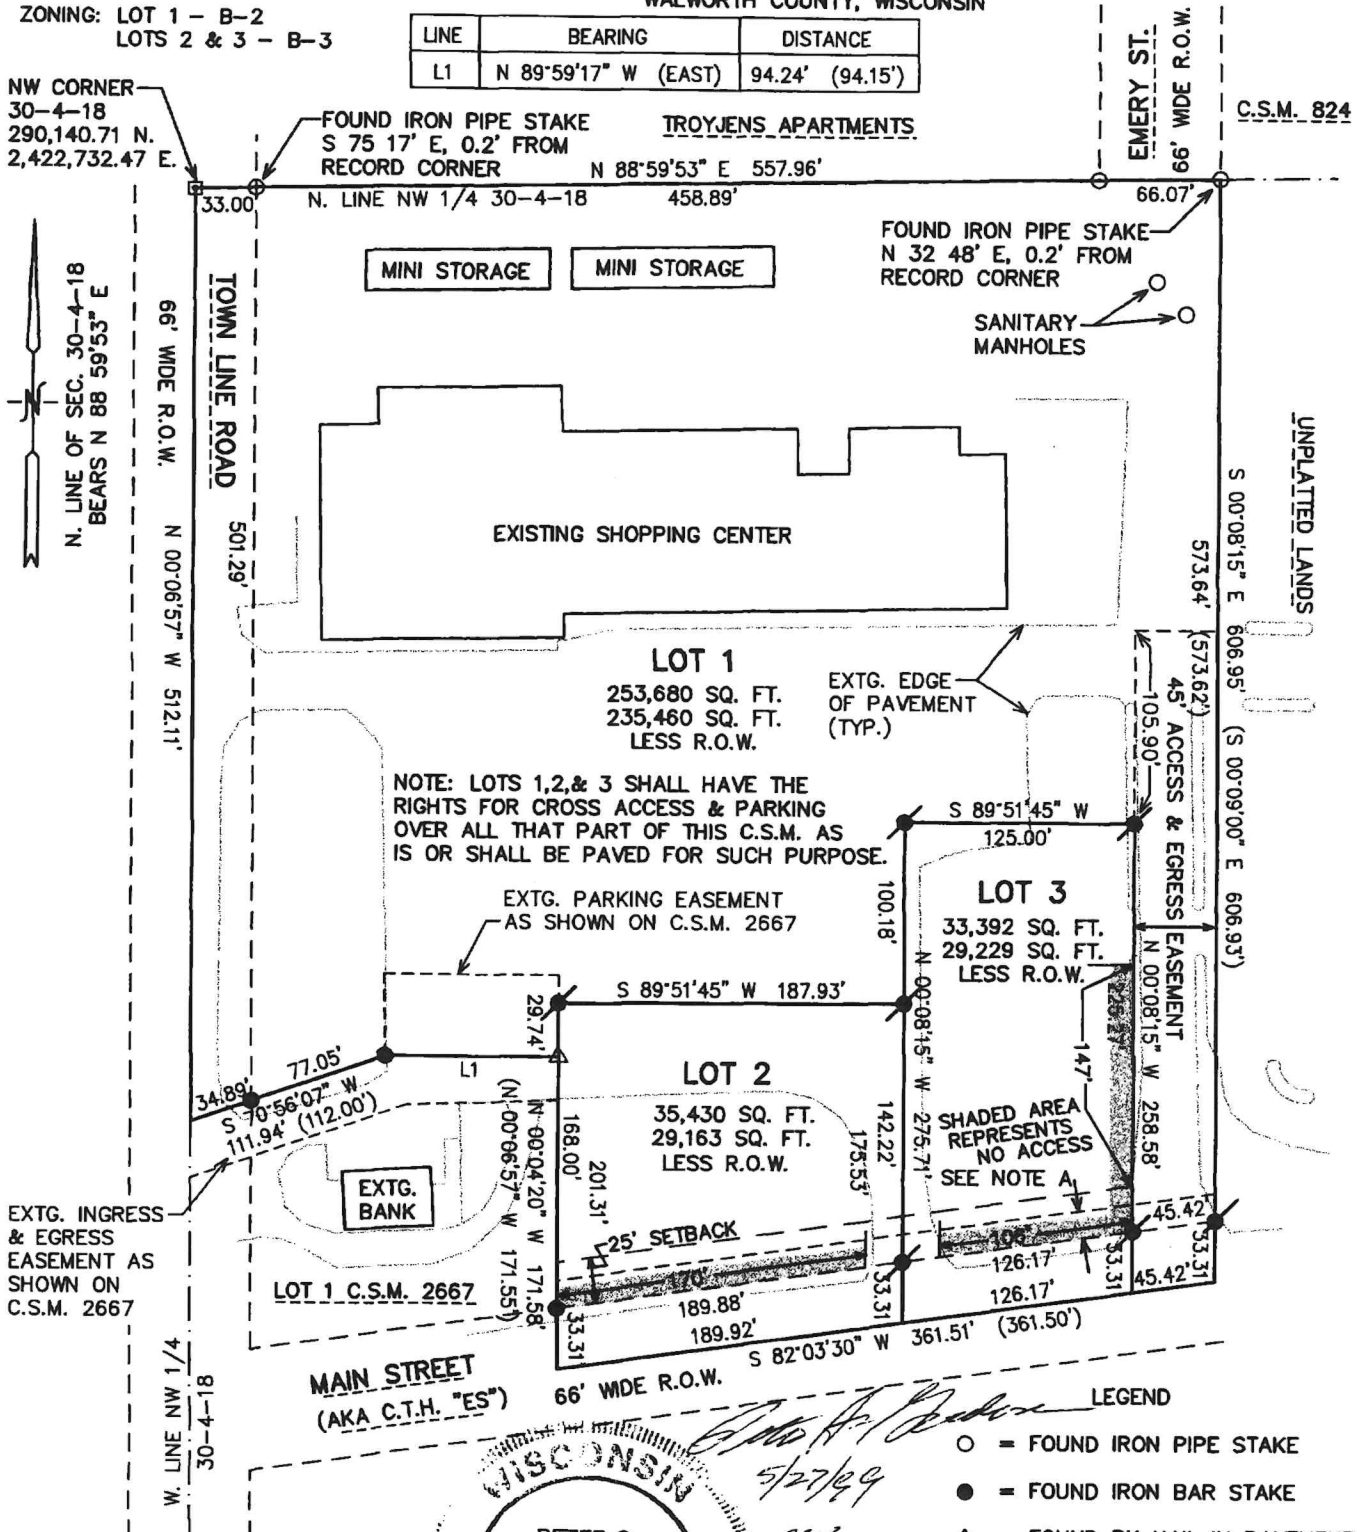 ZONING: LOT 1 - B-2
LOTS 2 & 3 - B-3
WALWORTH COUNTY, WISCONSIN
LINE BEARING DISTANCE
L1 N 89°59'17" W (EAST) 94.24' (94.15')
EMERY ST.
66' WIDE R.O.W.
C.S.M. 824
NW CORNER
30-4-18
290,140.71 N.
2,422,732.47 E.
FOUND IRON PIPE STAKE
S 75 17' E, 0.2' FROM
RECORD CORNER
TROYJENS APARTMENTS
N 88°59'53" E 557.96'
33.00'
N. LINE NW 1/4 30-4-18
458.89'
66.07'
FOUND IRON PIPE STAKE
N 32 48' E, 0.2' FROM
RECORD CORNER
MINI STORAGE
MINI STORAGE
SANITARY
MANHOLES
N
N. LINE OF SEC. 30-4-18
BEARS N 88 59'53" E
66' WIDE R.O.W.
N 00°06'57" W 512.11'
TOWN LINE ROAD
501.29'
EXISTING SHOPPING CENTER
UNPLATTED LANDS
S 00°08'15" E 606.95' (S 00°09'00" E 606.93')
573.64'
(573.62')
LOT 1
253,680 SQ. FT.
235,460 SQ. FT.
LESS R.O.W.
EXTG. EDGE
OF PAVEMENT
(TYP.)
105.90'
45' ACCESS & EGRESS EASEMENT
NOTE: LOTS 1,2,& 3 SHALL HAVE THE
RIGHTS FOR CROSS ACCESS & PARKING
OVER ALL THAT PART OF THIS C.S.M. AS
IS OR SHALL BE PAVED FOR SUCH PURPOSE.
S 89°51'45" W
125.00'
EXTG. PARKING EASEMENT
AS SHOWN ON C.S.M. 2667
100.18'
LOT 3
33,392 SQ. FT.
29,229 SQ. FT.
LESS R.O.W.
N 00°08'15" W 275.71'
N 00°08'15" W 258.58'
147'
S 89°51'45" W 187.93'
29.74'
77.05'
L1
34.89'
S 70°56'07" W
111.94' (112.00')
LOT 2
35,430 SQ. FT.
29,163 SQ. FT.
LESS R.O.W.
(N 00°06'57" W 171.55')
N 00°04'20" W 171.58'
168.00'
201.31'
175.53'
142.22'
SHADED AREA
REPRESENTS
NO ACCESS
SEE NOTE A
EXTG.
BANK
25' SETBACK
EXTG. INGRESS
& EGRESS
EASEMENT AS
SHOWN ON
C.S.M. 2667
LOT 1 C.S.M. 2667
170'
106'
126.17'
126.17'
45.42'
45.42'
33.31'
33.31'
33.31'
33.31'
189.88'
189.92'
S 82°03'30" W 361.51' (361.50')
MAIN STREET
(AKA C.T.H. "ES")
66' WIDE R.O.W.
W. LINE NW 1/4
30-4-18
WISCONSIN
5/27/99
LEGEND
= FOUND IRON PIPE STAKE
= FOUND IRON BAR STAKE